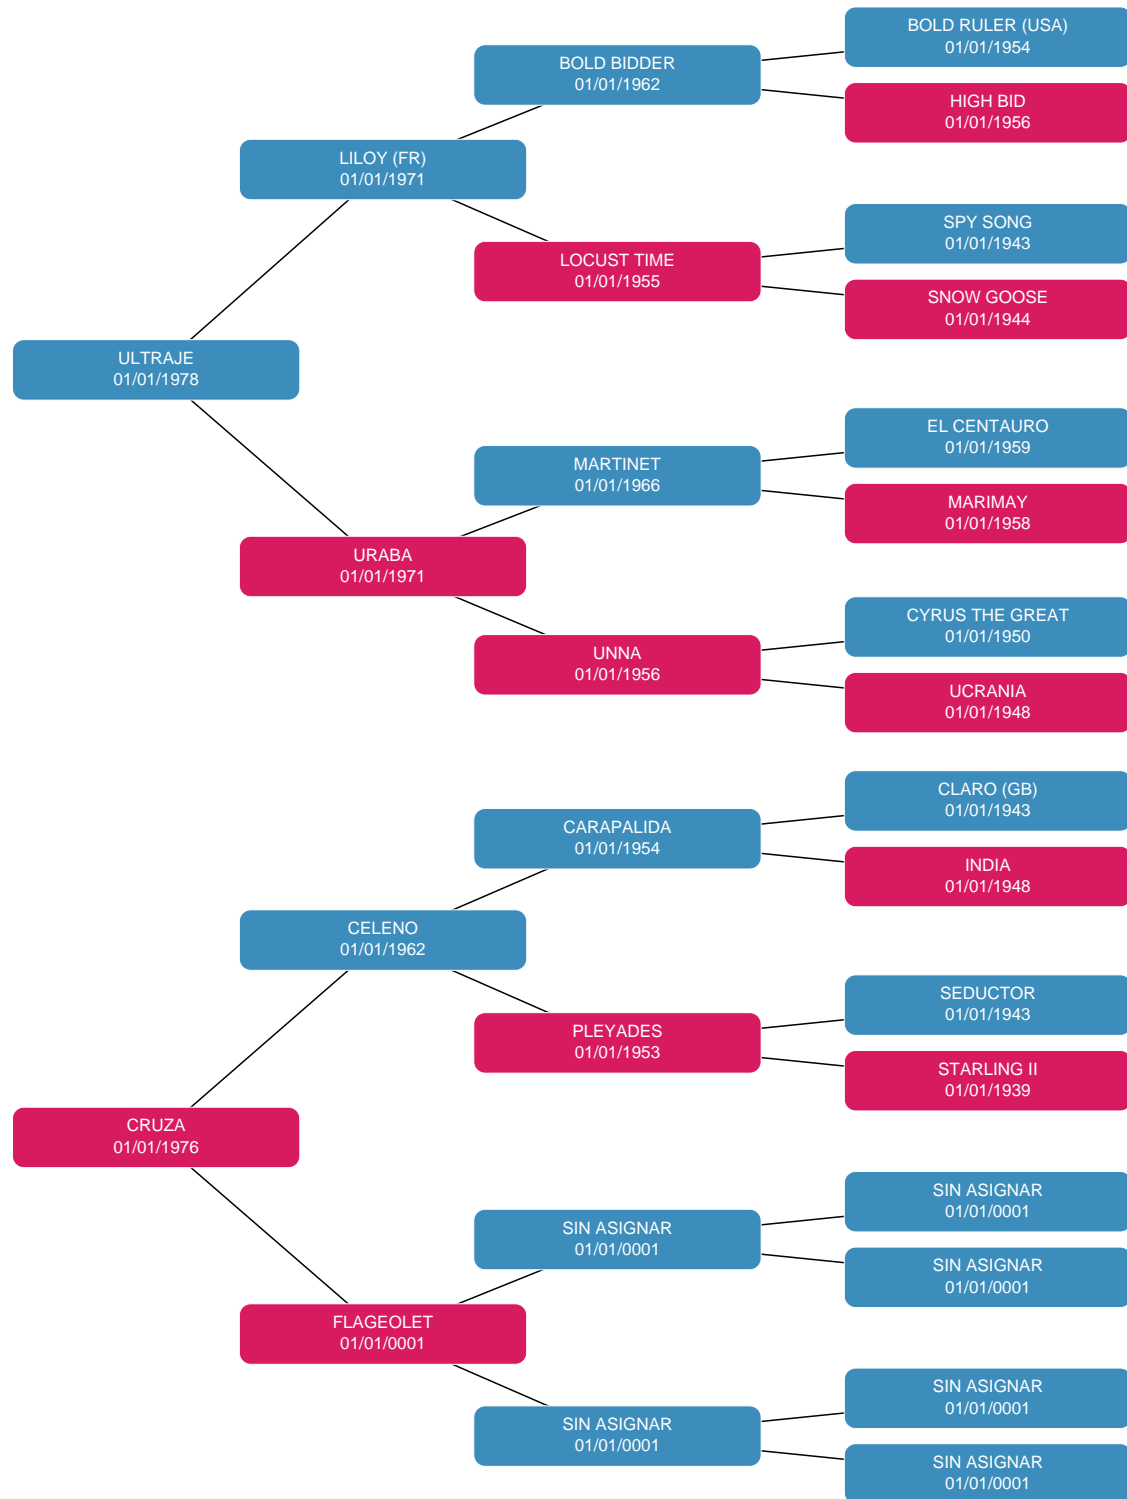 BOLD RULER (USA)
01/01/1954
BOLD BIDDER
01/01/1962
HIGH BID
01/01/1956
LILOY (FR)
01/01/1971
SPY SONG
01/01/1943
LOCUST TIME
01/01/1955
SNOW GOOSE
01/01/1944
ULTRAJE
01/01/1978
EL CENTAURO
01/01/1959
MARTINET
01/01/1966
MARIMAY
01/01/1958
URABA
01/01/1971
CYRUS THE GREAT
01/01/1950
UNNA
01/01/1956
UCRANIA
01/01/1948
CLARO (GB)
01/01/1943
CARAPALIDA
01/01/1954
INDIA
01/01/1948
CELENO
01/01/1962
SEDUCTOR
01/01/1943
PLEYADES
01/01/1953
STARLING II
01/01/1939
CRUZA
01/01/1976
SIN ASIGNAR
01/01/0001
SIN ASIGNAR
01/01/0001
SIN ASIGNAR
01/01/0001
FLAGEOLET
01/01/0001
SIN ASIGNAR
01/01/0001
SIN ASIGNAR
01/01/0001
SIN ASIGNAR
01/01/0001